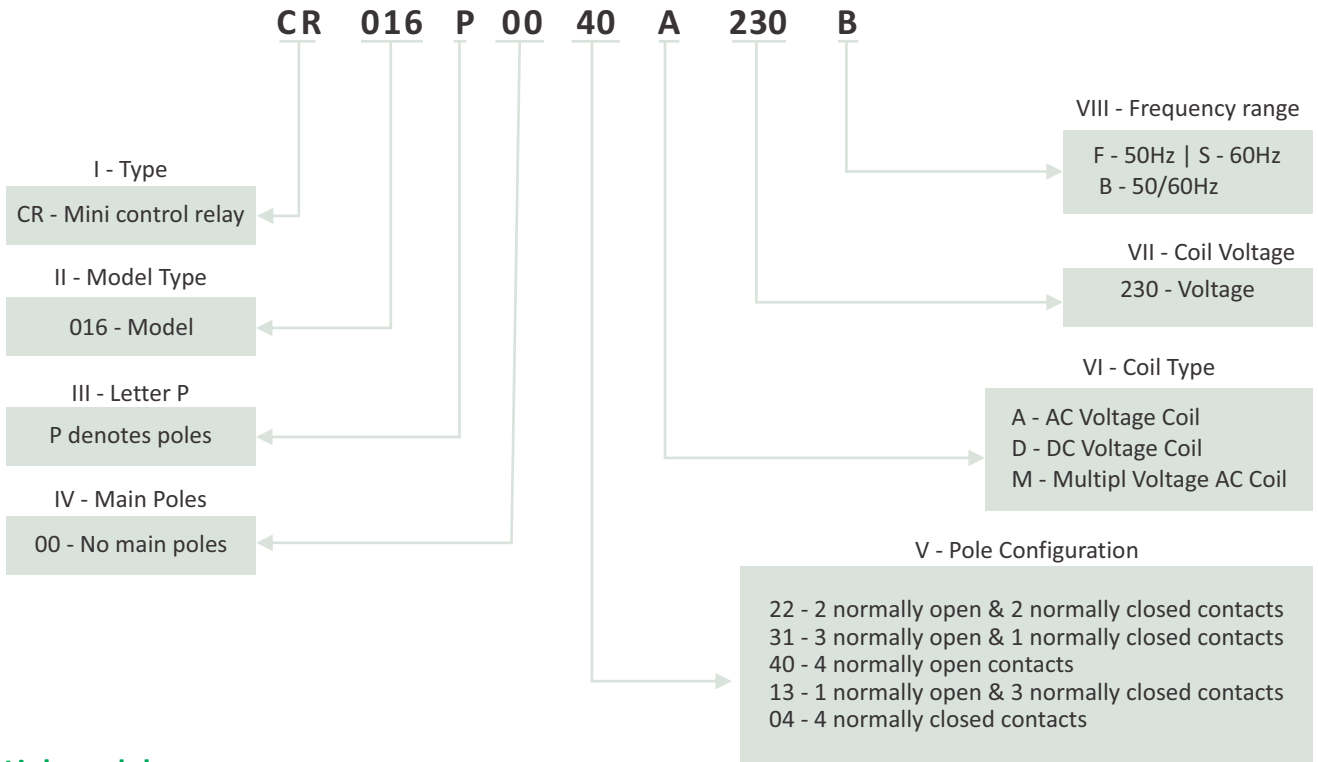 CR 016 P 00 40 A 230 B
I - Type
CR - Mini control relay
II - Model Type
016 - Model
III - Letter P
P denotes poles
IV - Main Poles
00 - No main poles
VIII - Frequency range
F - 50Hz | S - 60Hz
B - 50/60Hz
VII - Coil Voltage
230 - Voltage
VI - Coil Type
A - AC Voltage Coil
D - DC Voltage Coil
M - Multipl Voltage AC Coil
V - Pole Configuration
22 - 2 normally open & 2 normally closed contacts
31 - 3 normally open & 1 normally closed contacts
40 - 4 normally open contacts
13 - 1 normally open & 3 normally closed contacts
04 - 4 normally closed contacts